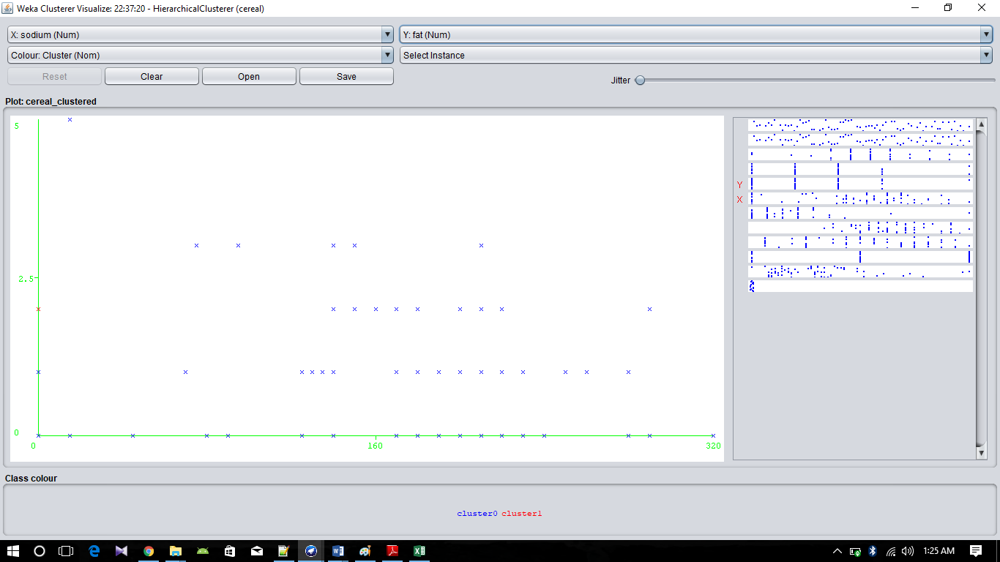 Weka Clusterer Visualize: 22:37:20 - HierarchicalClusterer (cereal)
X: sodium (Num) Y: fat (Num)
Colour: Cluster (Nom) Select Instance
Reset Clear Open Save Jitter
Plot: cereal_clustered
5
Y
X
2.5
0
0 160 320
Class colour
cluster0 cluster1
1:25 AM